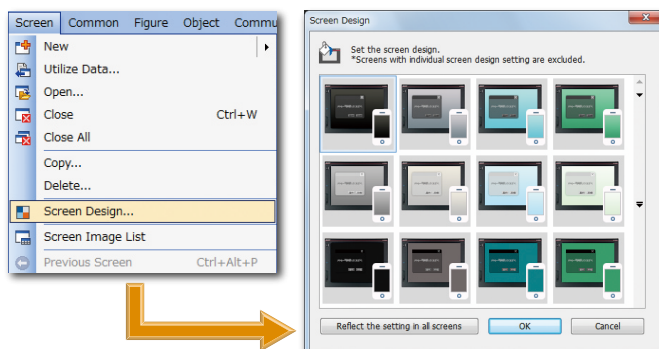 Screen Common Figure Object Commu
New
Utilize Data...
Open...
Close Ctrl+W
Close All
Copy...
Delete...
Screen Design...
Screen Image List
Previous Screen Ctrl+Alt+P
Screen Design
Set the screen design.
*Screens with individual screen design setting are excluded.
Reflect the setting in all screens OK Cancel